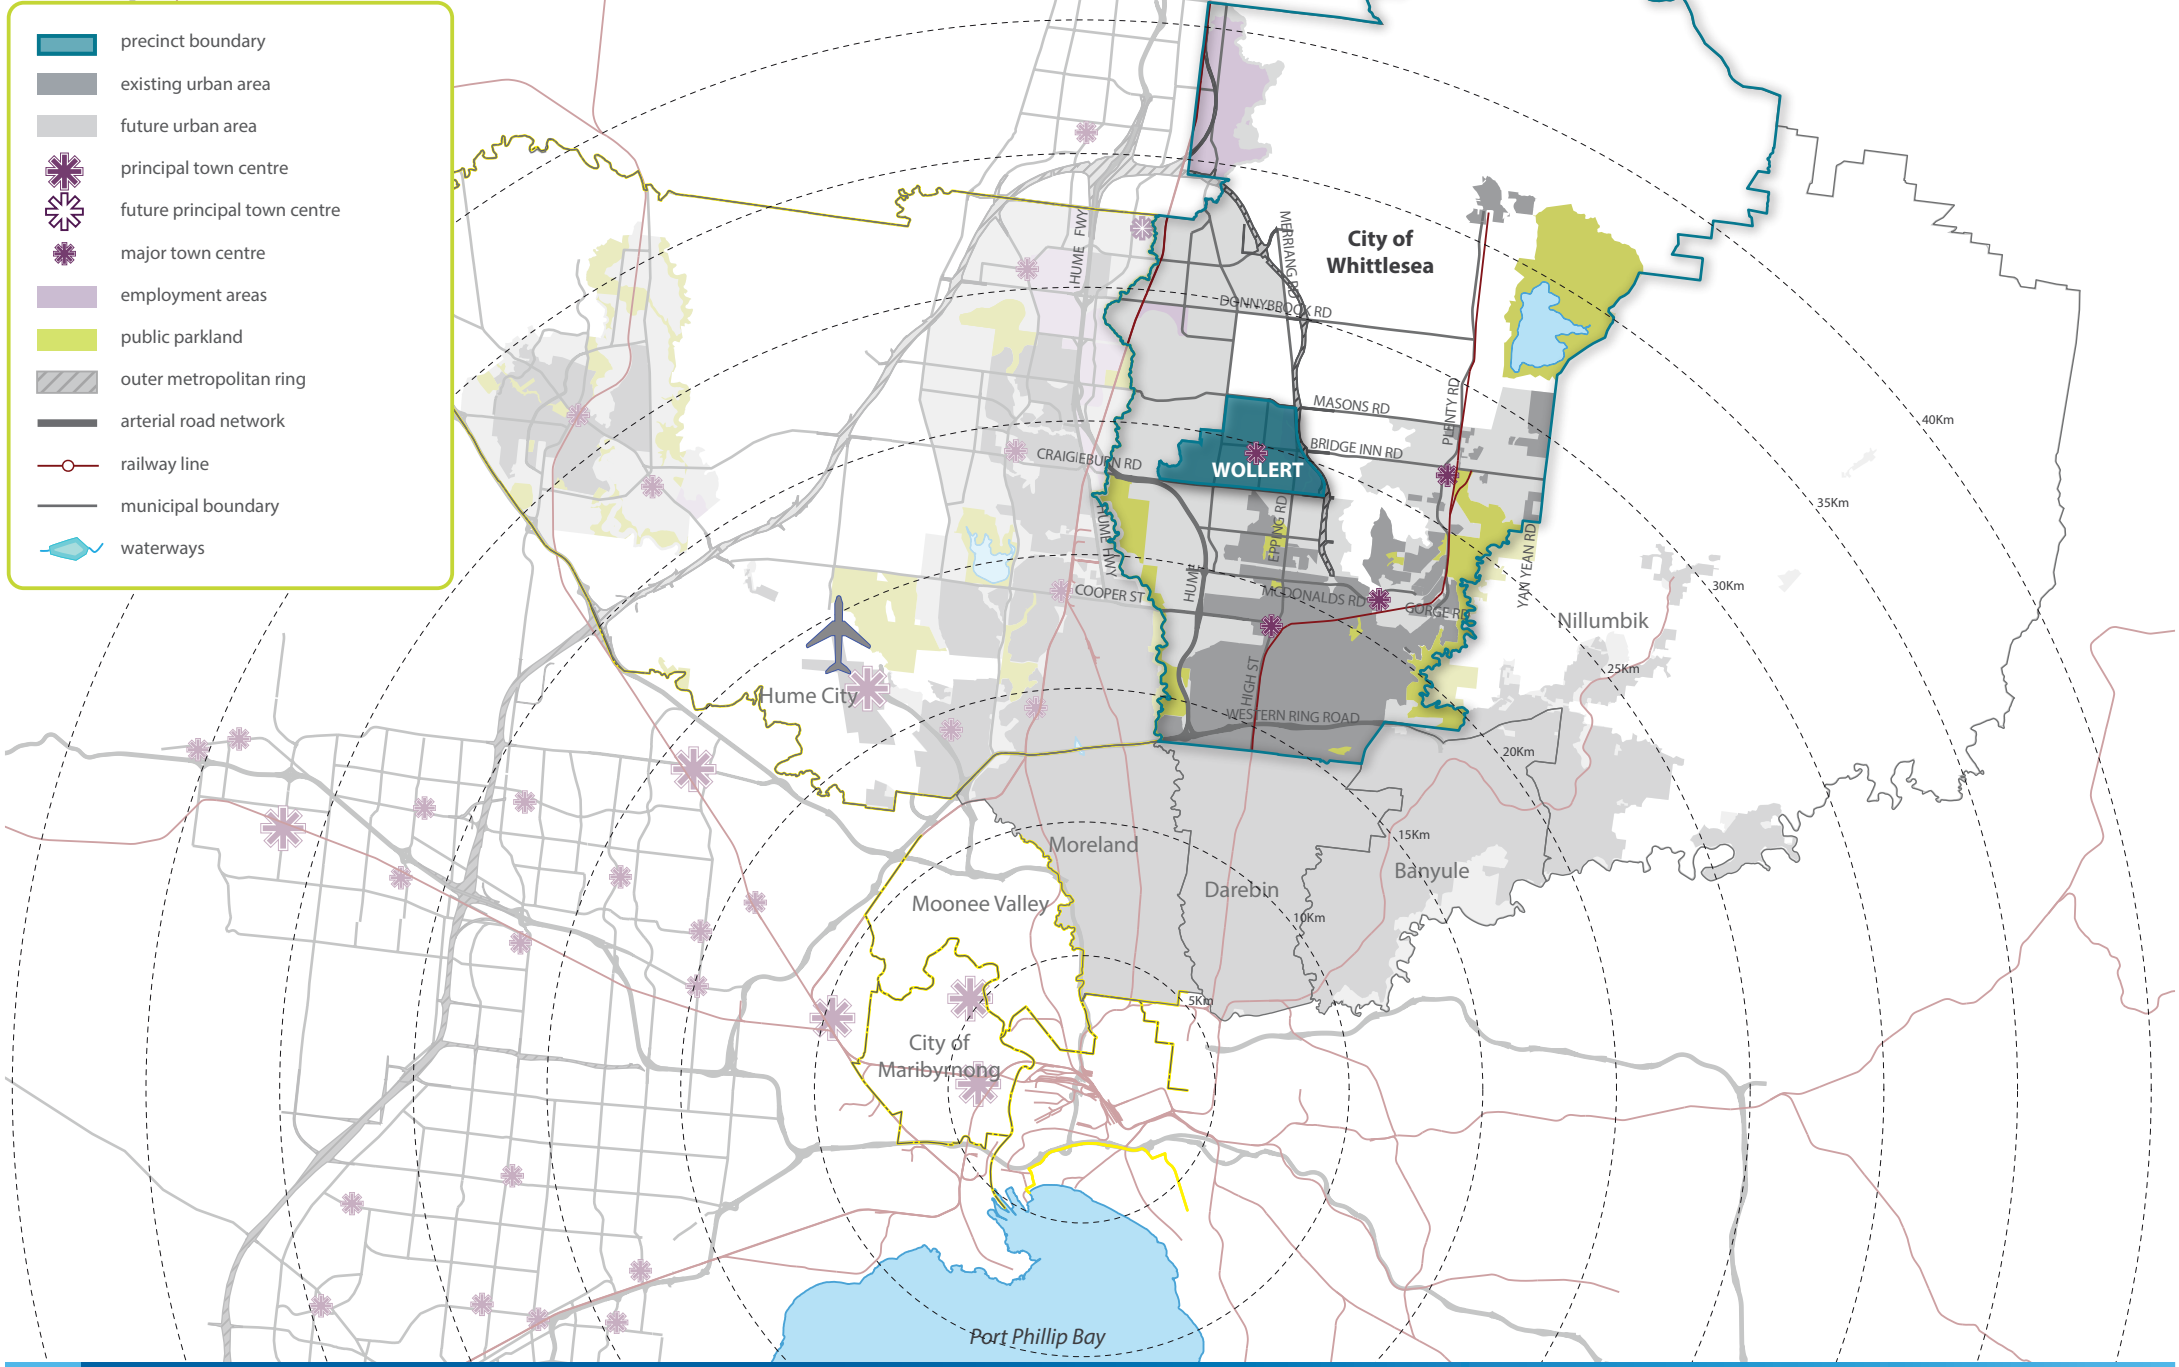 precinct boundary
existing urban area
future urban area
principal town centre
future principal town centre
major town centre
employment areas
public parkland
outer metropolitan ring
arterial road network
railway line
municipal boundary
waterways
HUME FWY
MERRIANG RD
City of
Whittlesea
DONNYBROOK RD
MASONS RD
PLENTY RD
BRIDGE INN RD
CRAIGIEBURN RD
WOLLERT
HUME HWY
EPPING RD
YAN YEAN RD
HUME
COOPER ST
MCDONALDS RD
GORGE RD
Nillumbik
Hume City
HIGH ST
WESTERN RING ROAD
40Km
35Km
30Km
25Km
20Km
15Km
10Km
5Km
Moreland
Banyule
Darebin
Moonee Valley
City of
Maribyrnong
Port Phillip Bay